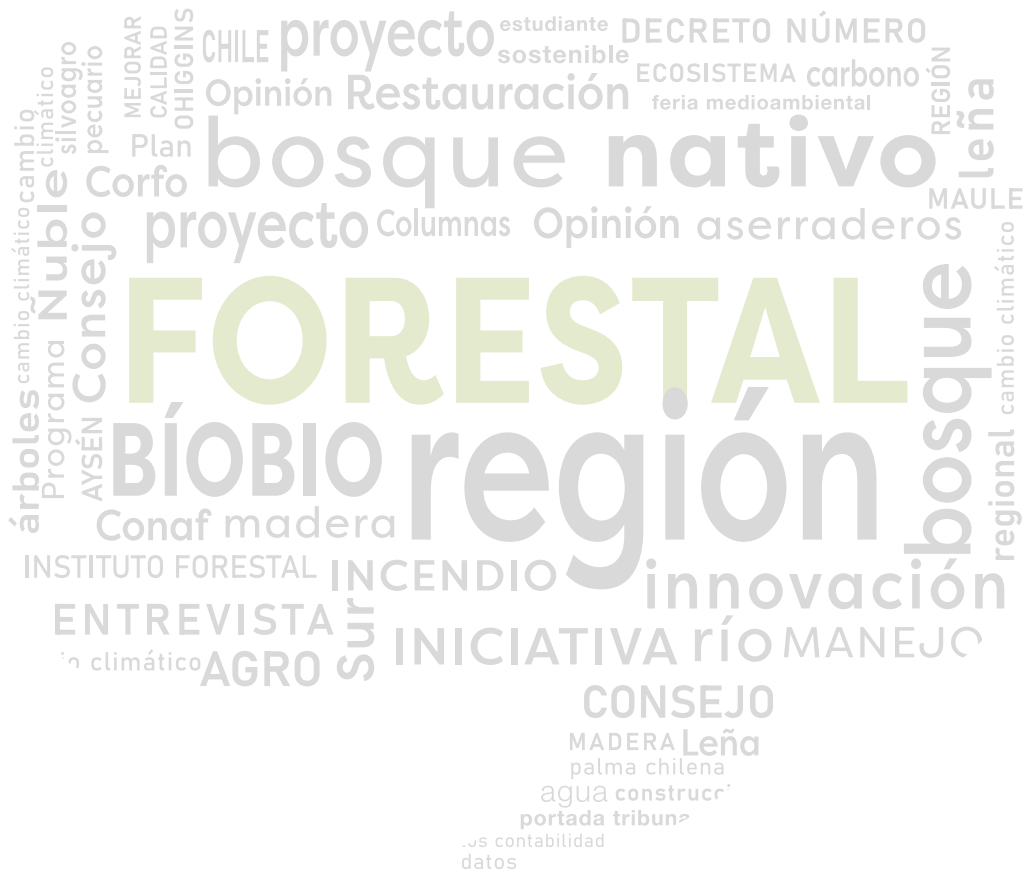 CHILE proyecto estudiante sostenible DECRETO NÚMERO
Opinión Restauración ECOSISTEMA carbono
feria medioambiental
MEJORAR CALIDAD
OHIGGINS
REGIÓN
leña
silvoagro pecuario
Plan bosque nativo
Corfo
MAULE
proyecto Columnas Opinión aserraderos
cambio climático
cambio climático
Programa Ñuble
Consejo
FORESTAL
bosque
regional cambio climático
árboles
AYSÉN
BÍOBIO región
Conaf madera
INSTITUTO FORESTAL INCENDIO
innovación
ENTREVISTA
Sur
INICIATIVA río MANEJO
climático AGRO
CONSEJO
MADERA Leña
palma chilena
agua
portada
contabilidad
datos